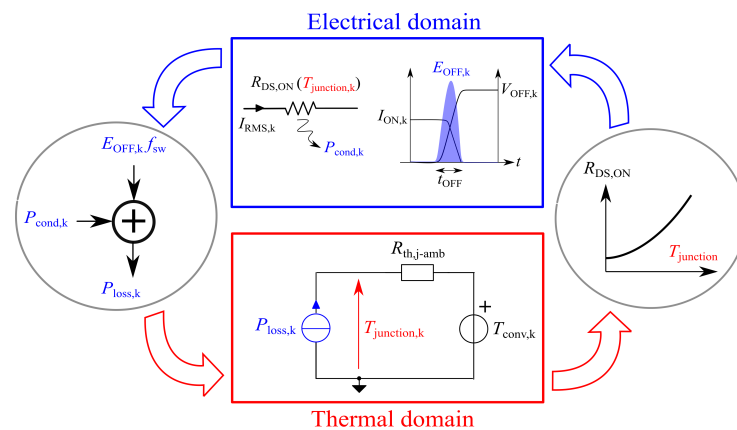 Electrical domain
R_DS,ON (T_junction,k)
I_RMS,k
P_cond,k
E_OFF,k
V_OFF,k
I_ON,k
t
t_OFF
E_OFF,k f_sw
P_cond,k
P_loss,k
R_DS,ON
T_junction
R_th,j-amb
P_loss,k
T_junction,k
T_conv,k
Thermal domain